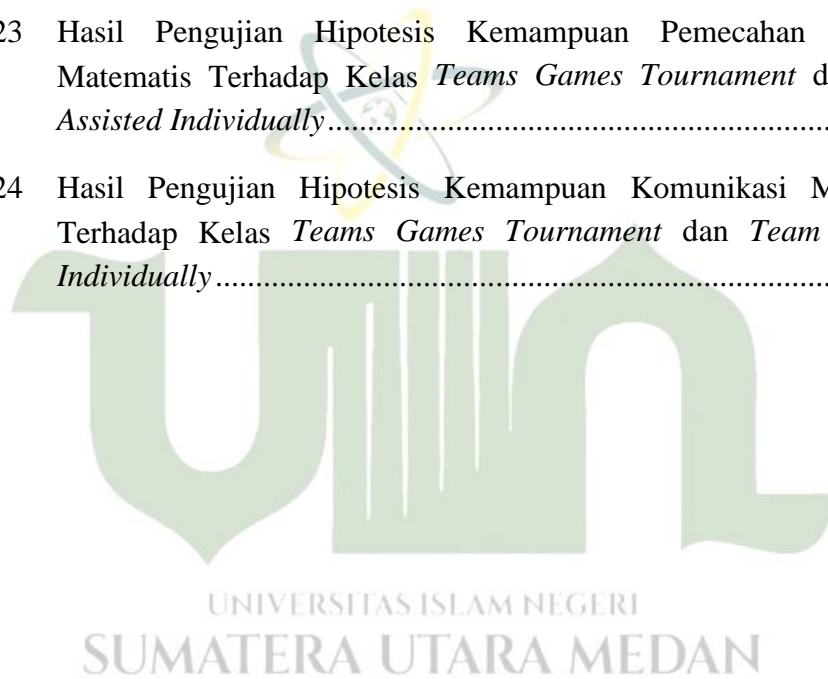 23 Hasil Pengujian Hipotesis Kemampuan Pemecahan
Matematis Terhadap Kelas Teams Games Tournament d
Assisted Individually
24 Hasil Pengujian Hipotesis Kemampuan Komunikasi M
Terhadap Kelas Teams Games Tournament dan Team
Individually
UNIVERSITAS ISLAM NEGERI
SUMATERA UTARA MEDAN